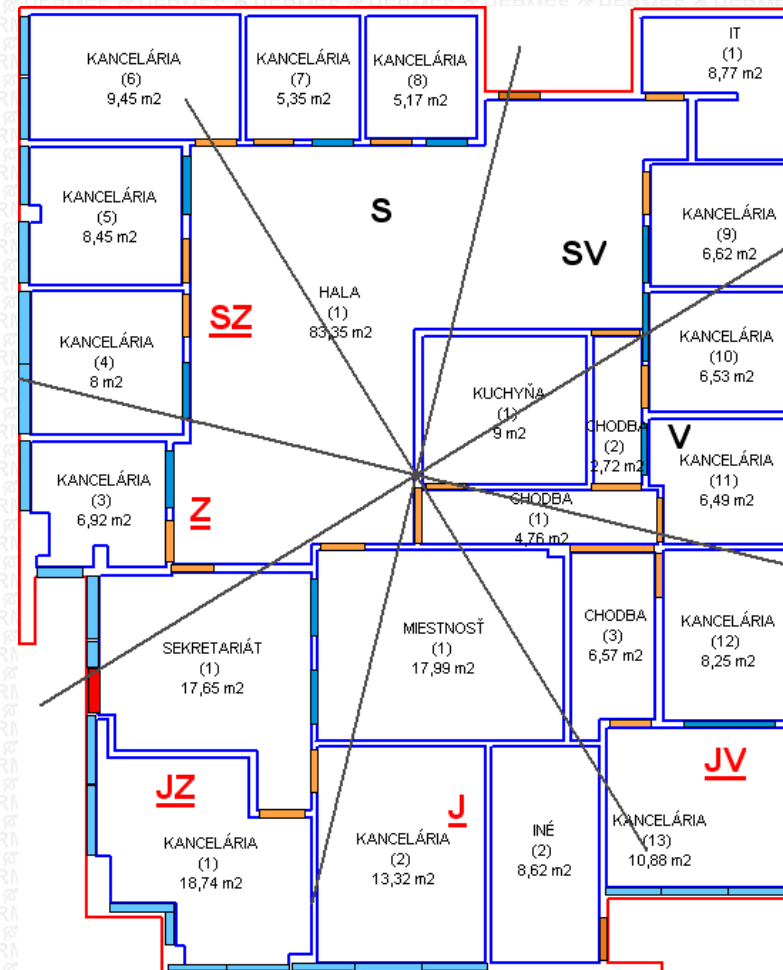 KANCELÁRIA
(6)
9,45 m2
KANCELÁRIA
(7)
5,35 m2
KANCELÁRIA
(8)
5,17 m2
IT
(1)
8,77 m2
KANCELÁRIA
(5)
8,45 m2
S
SV
KANCELÁRIA
(9)
6,62 m2
HALA
(1)
83,35 m2
SZ
KANCELÁRIA
(4)
8 m2
KANCELÁRIA
(10)
6,53 m2
KUCHYŇA
(1)
9 m2
CHODBA
(2)
2,72 m2
V
KANCELÁRIA
(11)
6,49 m2
KANCELÁRIA
(3)
6,92 m2
Z
CHODBA
(1)
4,76 m2
SEKRETARIÁT
(1)
17,65 m2
MIESTNOSŤ
(1)
17,99 m2
CHODBA
(3)
6,57 m2
KANCELÁRIA
(12)
8,25 m2
JZ
J
JV
KANCELÁRIA
(1)
18,74 m2
KANCELÁRIA
(2)
13,32 m2
INÉ
(2)
8,62 m2
KANCELÁRIA
(13)
10,88 m2